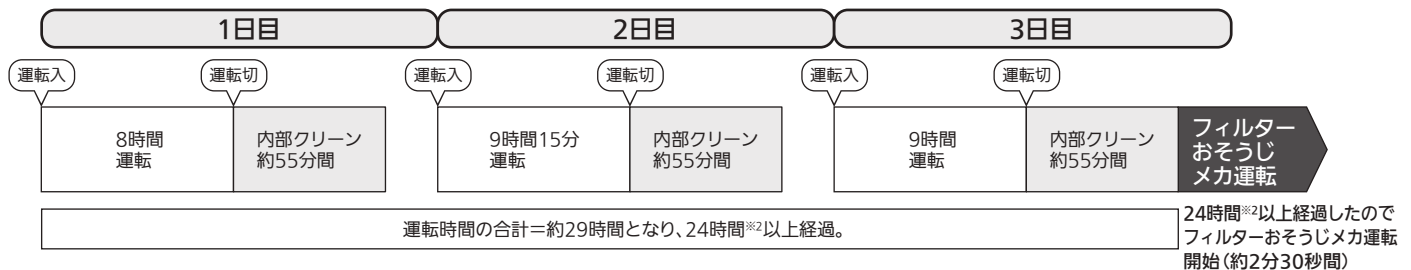 1日目
2日目
3日目
運転入
運転切
運転入
運転切
運転入
運転切
8時間
運転
内部クリーン
約55分間
9時間15分
運転
内部クリーン
約55分間
9時間
運転
内部クリーン
約55分間
フィルター
おそうじ
メカ運転
運転時間の合計＝約29時間となり、24時間※2以上経過。
24時間※2以上経過したので
フィルターおそうじメカ運転
開始（約2分30秒間）